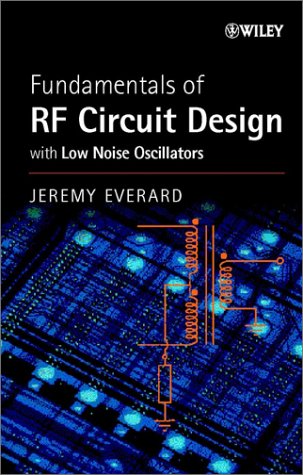 WILEY
Fundamentals of
RF Circuit Design
with Low Noise Oscillators
JEREMY EVERARD